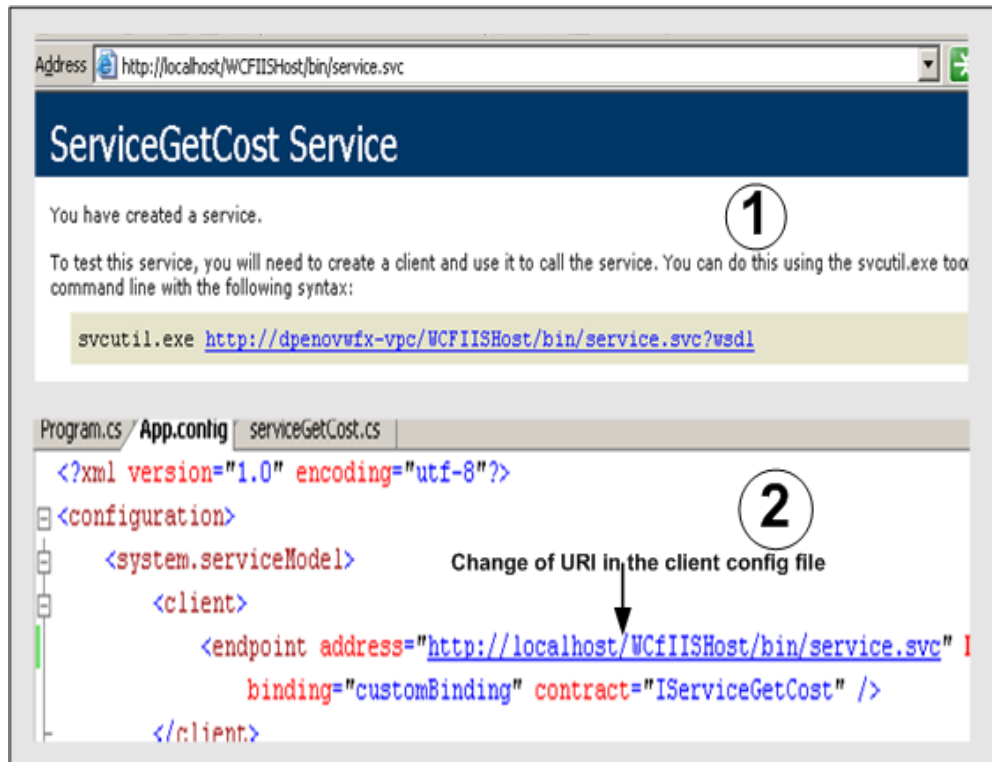 Address http://localhost/WCFIISHost/bin/service.svc
ServiceGetCost Service
You have created a service.
1
To test this service, you will need to create a client and use it to call the service. You can do this using the svcutil.exe
command line with the following syntax:
svcutil.exe http://dpenovwfx-vpc/WCFIISHost/bin/service.svc?wsdl
Program.cs App.config serviceGetCost.cs
<?xml version="1.0" encoding="utf-8"?>
2
<configuration>
<system.serviceModel>
Change of URI in the client config file
<client>
<endpoint address="http://localhost/WCfIISHost/bin/service.svc"
binding="customBinding" contract="IServiceGetCost" />
</client>